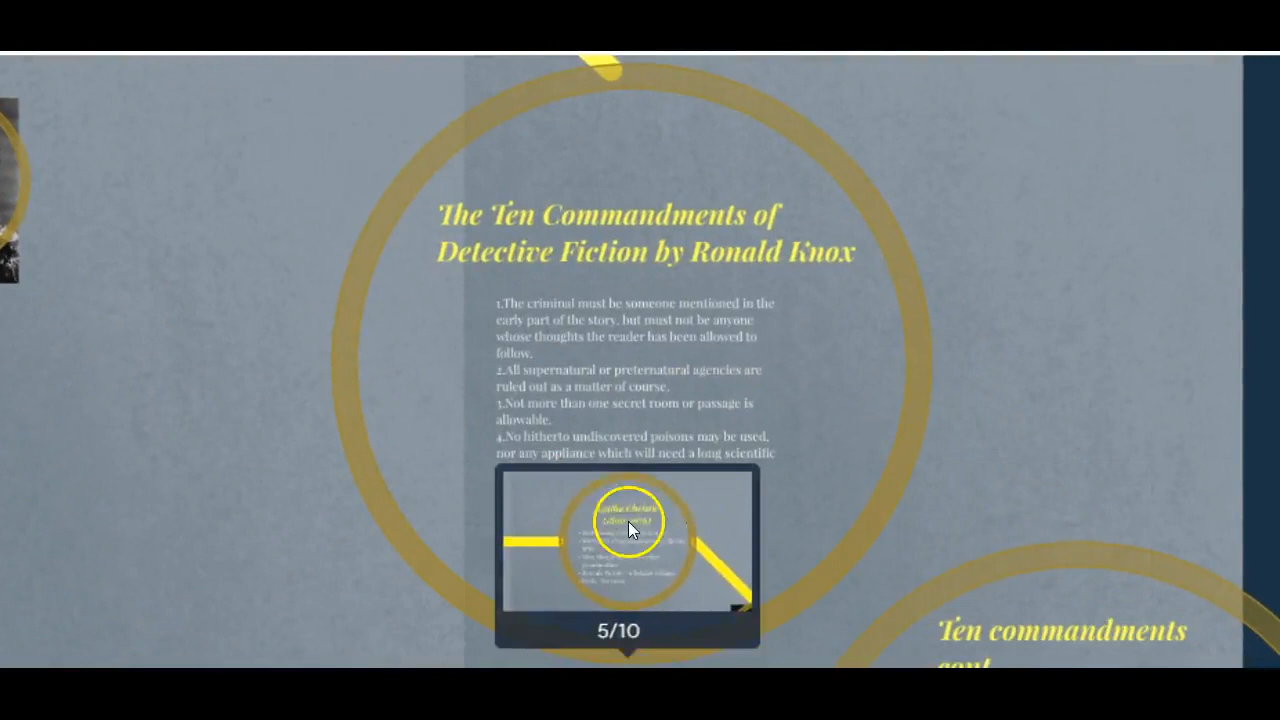 The Ten Commandments of
Detective Fiction by Ronald Knox
1.The criminal must be someone mentioned in the
early part of the story, but must not be anyone
whose thoughts the reader has been allowed to
follow.
2.All supernatural or preternatural agencies are
ruled out as a matter of course.
3.Not more than one secret room or passage is
allowable.
4.No hitherto undiscovered poisons may be used,
nor any appliance which will need a long scientific
5/10
Ten commandments
cont